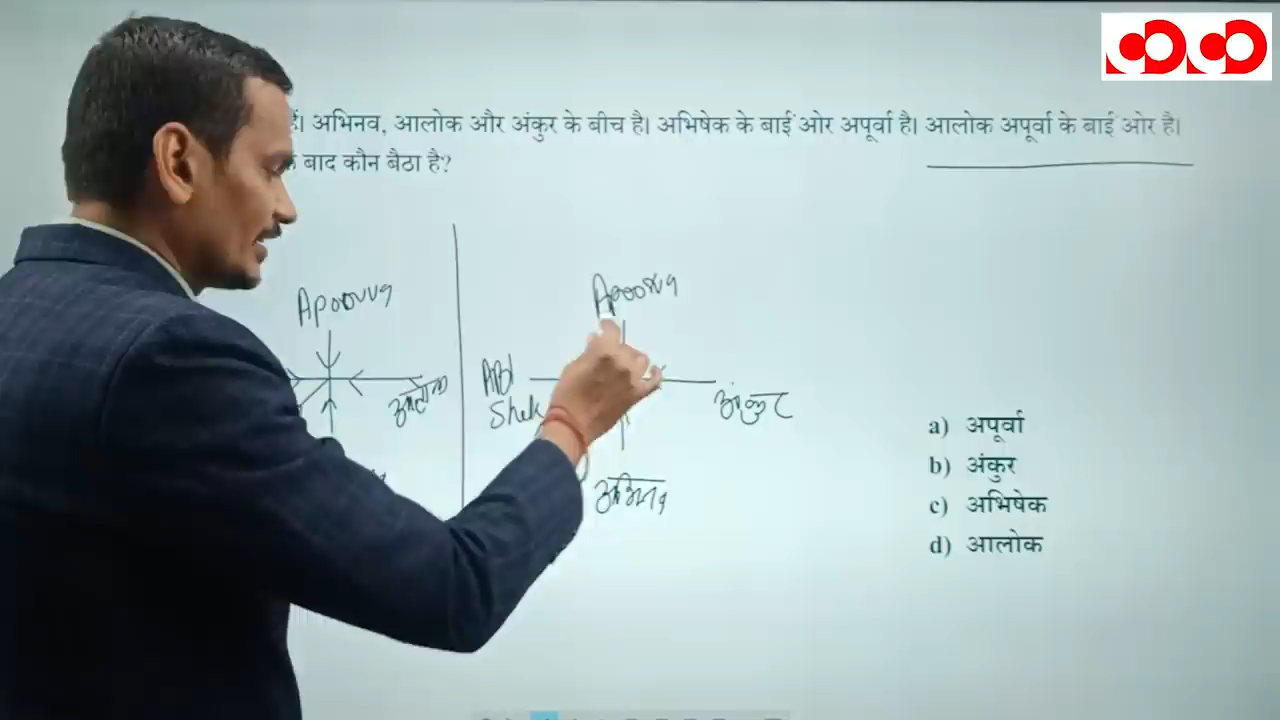 हैं। अभिनव, आलोक और अंकुर के बीच है। अभिषेक के बाईं ओर अपूर्वा है। आलोक अपूर्वा के बाईं ओर है।
बाद कौन बैठा है?
Apoorva
Apoorva
Abhi
Shek
आलोक
अंकुर
अभिनव
a) अपूर्वा
b) अंकुर
c) अभिषेक
d) आलोक